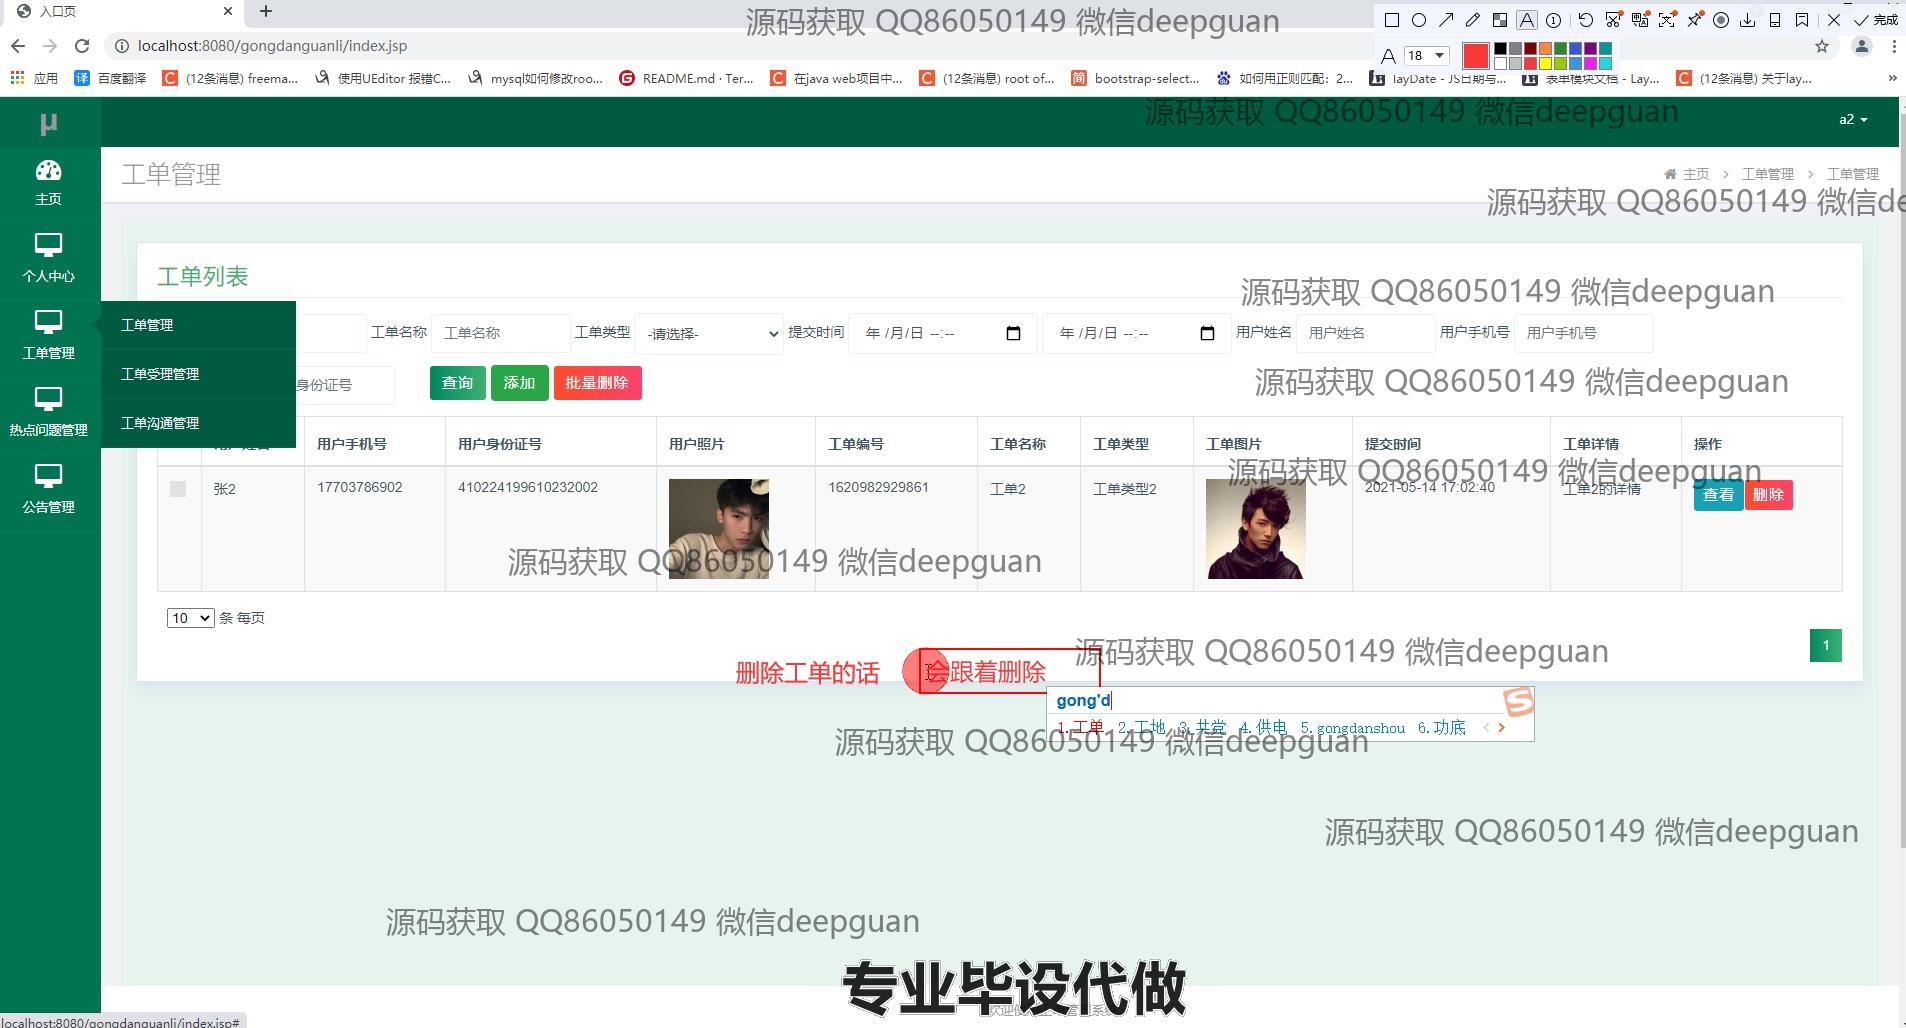 入口页
源码获取 QQ86050149 微信deepguan
完成
localhost:8080/gongdanguanli/index.jsp
A 18
应用 百度翻译 (12条消息) freema... 使用UEditor 报错C... mysql如何修改roo... README.md · Ter... 在java web项目中... (12条消息) root of... bootstrap-select... 如何用正则匹配：2... layDate - JS日期与... 表单模块文档 - Lay... (12条消息) 关于lay...
源码获取 QQ86050149 微信deepguan
μ
a2
主页
工单管理
主页 > 工单管理 > 工单管理
源码获取 QQ86050149 微信de
个人中心
工单列表
源码获取 QQ86050149 微信deepguan
工单管理
工单管理
工单受理管理
工单沟通管理
工单名称 工单名称 工单类型 -请选择- 提交时间 年 /月/日 --:-- 年 /月/日 --:-- 用户姓名 用户姓名 用户手机号 用户手机号
身份证号 查询 添加 批量删除
源码获取 QQ86050149 微信deepguan
热点问题管理
用户手机号 用户身份证号 用户照片 工单编号 工单名称 工单类型 工单图片 提交时间 工单详情 操作
源码获取 QQ86050149 微信deepguan
张2 17703786902 410224199610232002 1620982929861 工单2 工单类型2 2021-05-14 17:02:40 工单2的详情 查看 删除
公告管理
源码获取 QQ86050149 微信deepguan
10 条 每页
1
源码获取 QQ86050149 微信deepguan
删除工单的话 会跟着删除
gong'd
1.工单 2.工地 3.共党 4.供电 5.gongdanshou 6.功底
源码获取 QQ86050149 微信deepguan
源码获取 QQ86050149 微信deepguan
源码获取 QQ86050149 微信deepguan
专业毕设代做
localhost:8080/gongdanguanli/index.jsp#